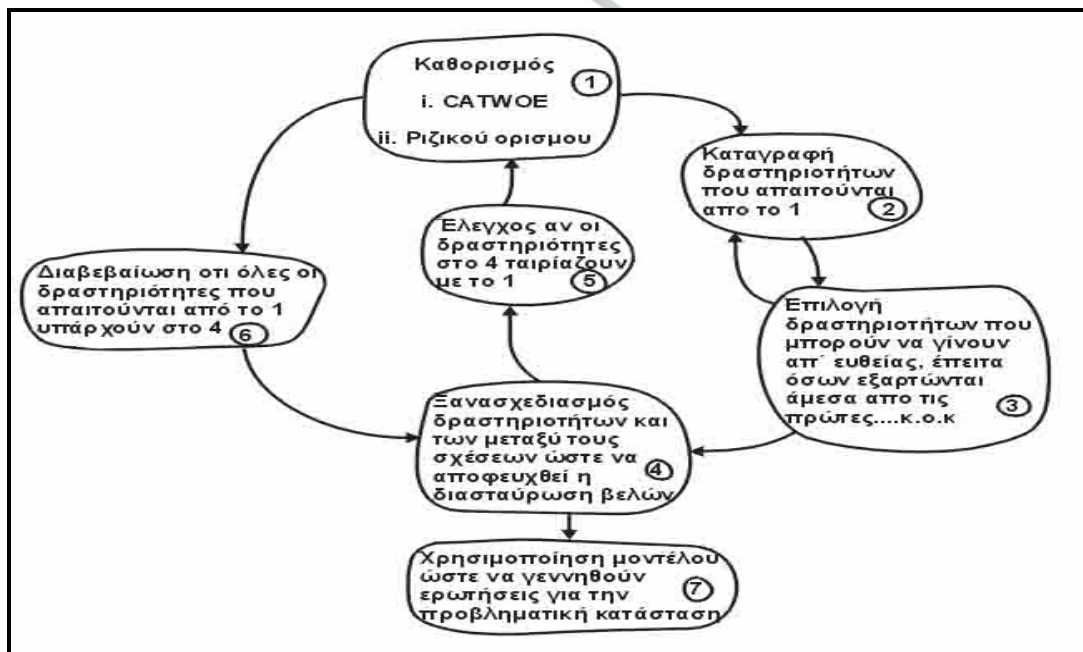 Καθορισμός
1
i. CATWOE
ii. Ριζικού ορισμου
Καταγραφή
δραστηριοτήτων
που απαιτούνται
απο το 1
2
Επιλογή
δραστηριοτήτων που
μπορούν να γίνουν
απ΄ ευθείας, έπειτα
όσων εξαρτώνται
άμεσα απο τις
πρώτες....κ.ο.κ
3
Ξανασχεδιασμός
δραστηριοτήτων και
των μεταξύ τους
σχέσεων ώστε να
αποφευχθεί η
διασταύρωση βελών
4
Ελεγχος αν οι
δραστηριότητες
στο 4 ταιριάζουν
με το 1
5
Διαβεβαίωση οτι όλες οι
δραστηριότητες που
απαιτούνται από το 1
υπάρχούν στο 4
6
Χρησιμοποίηση μοντέλου
ώστε να γεννηθούν
ερωτήσεις για την
προβληματική κατάσταση
7